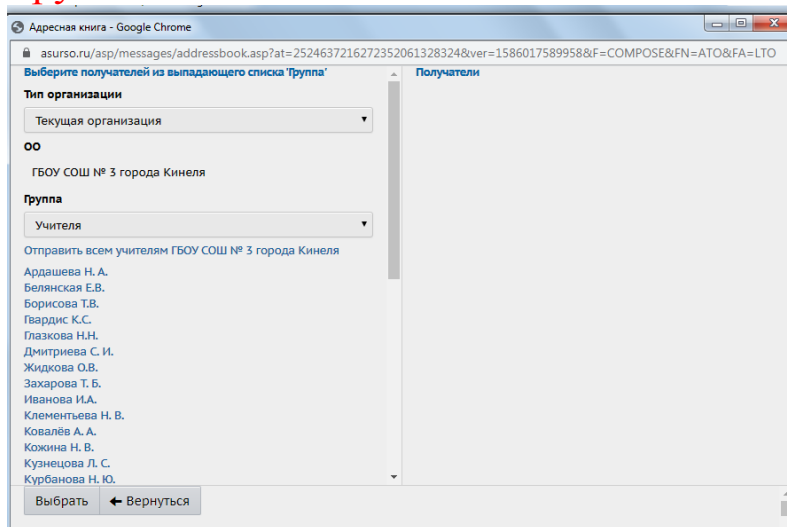 Адресная книга - Google Chrome
asurso.ru/asp/messages/addressbook.asp?at=2524637216272352061328324&ver=1586017589958&F=COMPOSE&FN=ATO&FA=LTO
Выберите получателей из выпадающего списка 'Группа'
Тип организации
Текущая организация
ОО
ГБОУ СОШ № 3 города Кинеля
Группа
Учителя
Отправить всем учителям ГБОУ СОШ № 3 города Кинеля
Ардашева Н. А.
Белянская Е.В.
Борисова Т.В.
Гвардис К.С.
Глазкова Н.Н.
Дмитриева С. И.
Жидкова О.В.
Захарова Т. Б.
Иванова И.А.
Клементьева Н. В.
Ковалёв А. А.
Кожина Н. В.
Кузнецова Л. С.
Курбанова Н. Ю.
Получатели
Выбрать
Вернуться